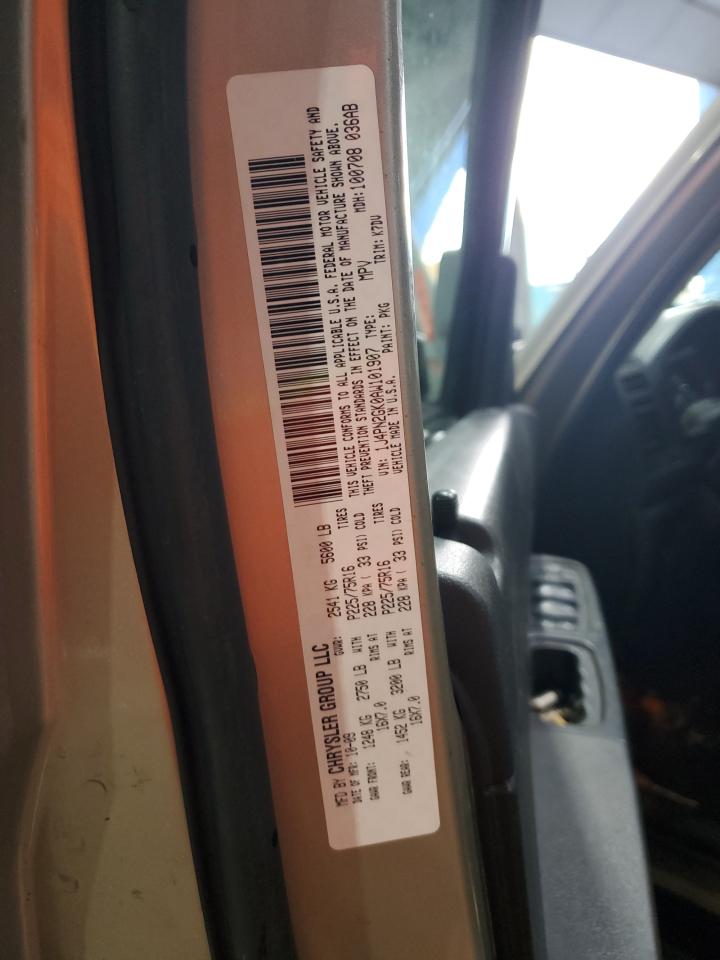 MFD BY CHRYSLER GROUP LLC
DATE OF MFR: 10-09 GVWR: 2541 KG 5600 LB
GAWR FRONT: 1248 KG 2750 LB WITH P225/75R16 TIRES
16X7.0 RIMS AT 228 KPA ( 33 PSI) COLD
GAWR REAR: 1452 KG 3200 LB WITH P225/75R16 TIRES
16X7.0 RIMS AT 228 KPA ( 33 PSI) COLD
THIS VEHICLE CONFORMS TO ALL APPLICABLE U.S.A. FEDERAL MOTOR VEHICLE SAFETY AND
THEFT PREVENTION STANDARDS IN EFFECT ON THE DATE OF MANUFACTURE SHOWN ABOVE.
VIN: 1J4PN2GK0AW101907 TYPE: MPV MDH: 100708 036AB
VEHICLE MADE IN U.S.A. PAINT: PKG TRIM: K7DV